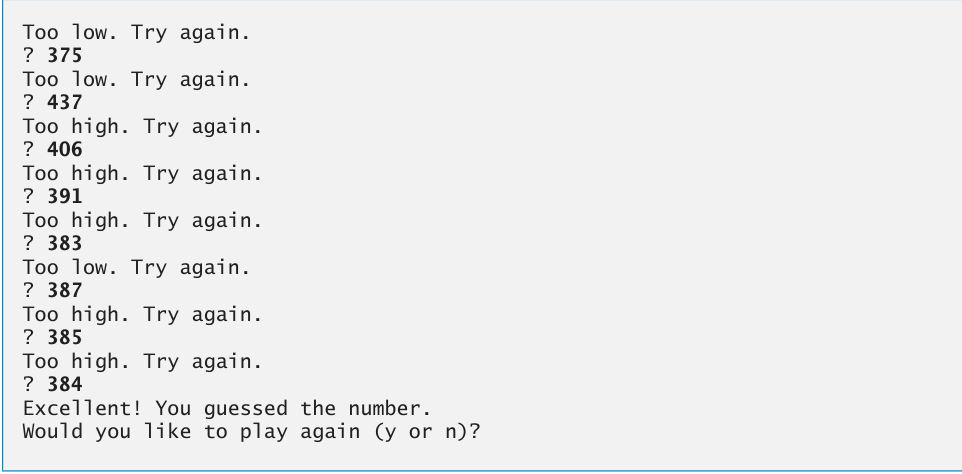 Too low. Try again.
? 375
Too low. Try again.
? 437
Too high. Try again.
? 406
Too high. Try again.
? 391
Too high. Try again.
? 383
Too low. Try again.
? 387
Too high. Try again.
? 385
Too high. Try again.
? 384
Excellent! You guessed the number.
Would you like to play again (y or n)?